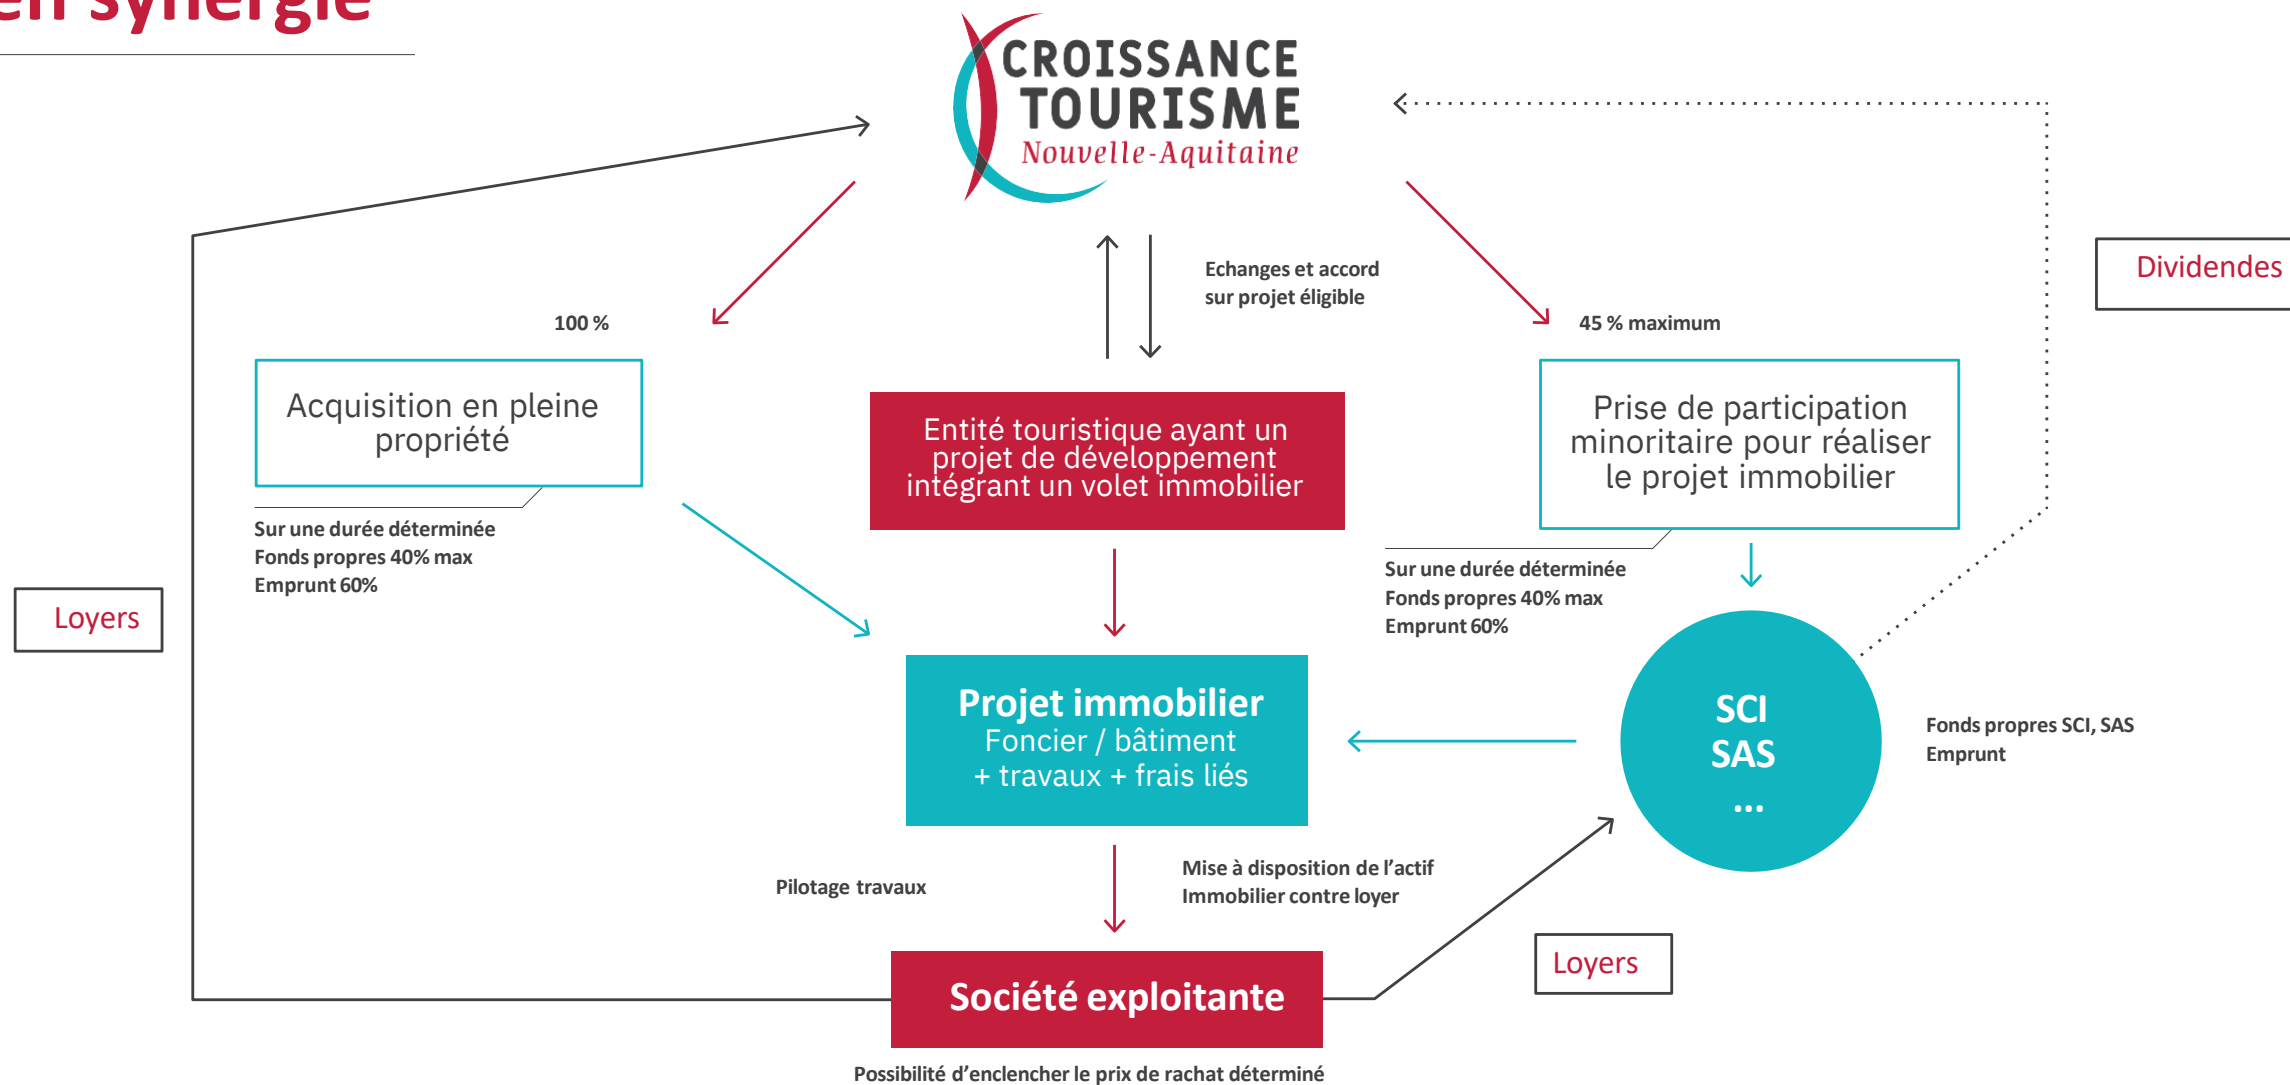 en synergie
CROISSANCE
TOURISME
Nouvelle-Aquitaine
Echanges et accord
sur projet éligible
Dividendes
100 %
45 % maximum
Acquisition en pleine
propriété
Entité touristique ayant un
projet de développement
intégrant un volet immobilier
Prise de participation
minoritaire pour réaliser
le projet immobilier
Sur une durée déterminée
Fonds propres 40% max
Emprunt 60%
Sur une durée déterminée
Fonds propres 40% max
Emprunt 60%
Loyers
Projet immobilier
Foncier / bâtiment
+ travaux + frais liés
SCI
SAS
...
Fonds propres SCI, SAS
Emprunt
Pilotage travaux
Mise à disposition de l’actif
Immobilier contre loyer
Loyers
Société exploitante
Possibilité d’enclencher le prix de rachat déterminé